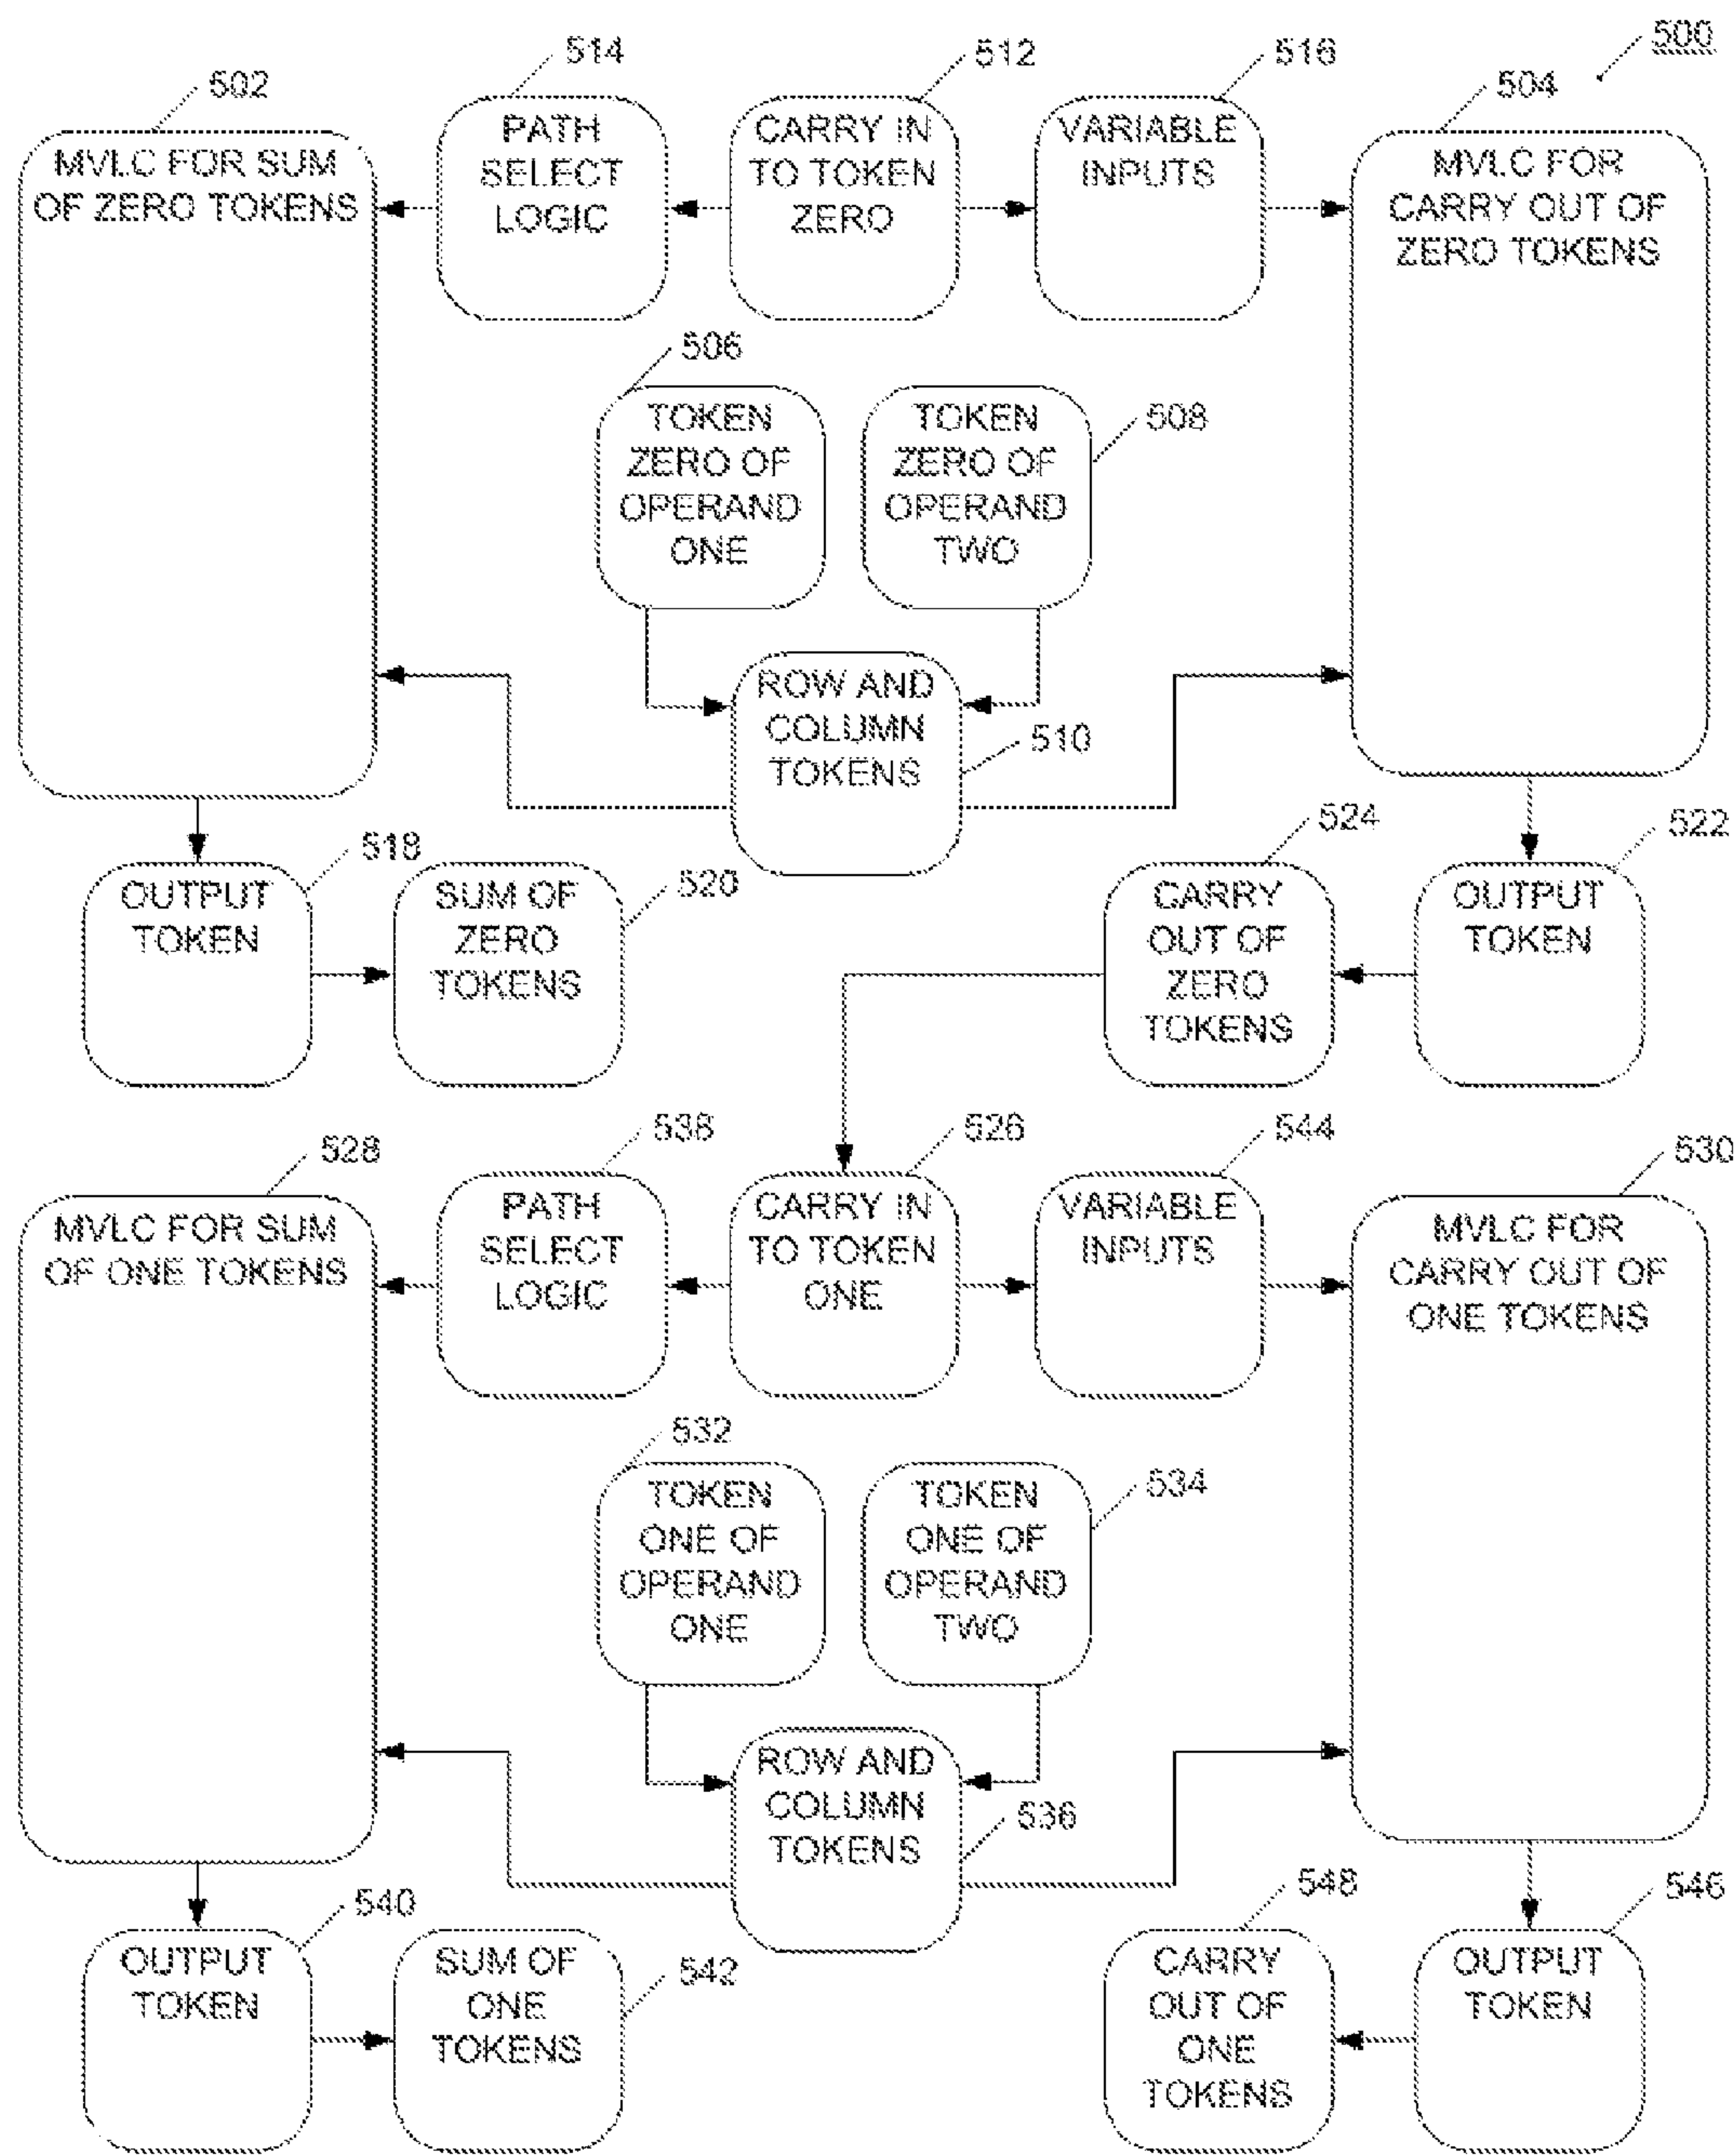 500
514
512
516
502
504
PATH
SELECT
LOGIC
CARRY IN
TO TOKEN
ZERO
VARIABLE
INPUTS
MVLC FOR SUM
OF ZERO TOKENS
MVLC FOR
CARRY OUT OF
ZERO TOKENS
506
TOKEN
ZERO OF
OPERAND
ONE
TOKEN
ZERO OF
OPERAND
TWO
508
ROW AND
COLUMN
TOKENS
510
518
OUTPUT
TOKEN
SUM OF
ZERO
TOKENS
520
524
CARRY
OUT OF
ZERO
TOKENS
522
OUTPUT
TOKEN
538
526
544
528
530
PATH
SELECT
LOGIC
CARRY IN
TO TOKEN
ONE
VARIABLE
INPUTS
MVLC FOR SUM
OF ONE TOKENS
MVLC FOR
CARRY OUT OF
ONE TOKENS
532
TOKEN
ONE OF
OPERAND
ONE
TOKEN
ONE OF
OPERAND
TWO
534
ROW AND
COLUMN
TOKENS
536
540
OUTPUT
TOKEN
SUM OF
ONE
TOKENS
542
548
CARRY
OUT OF
ONE
TOKENS
546
OUTPUT
TOKEN